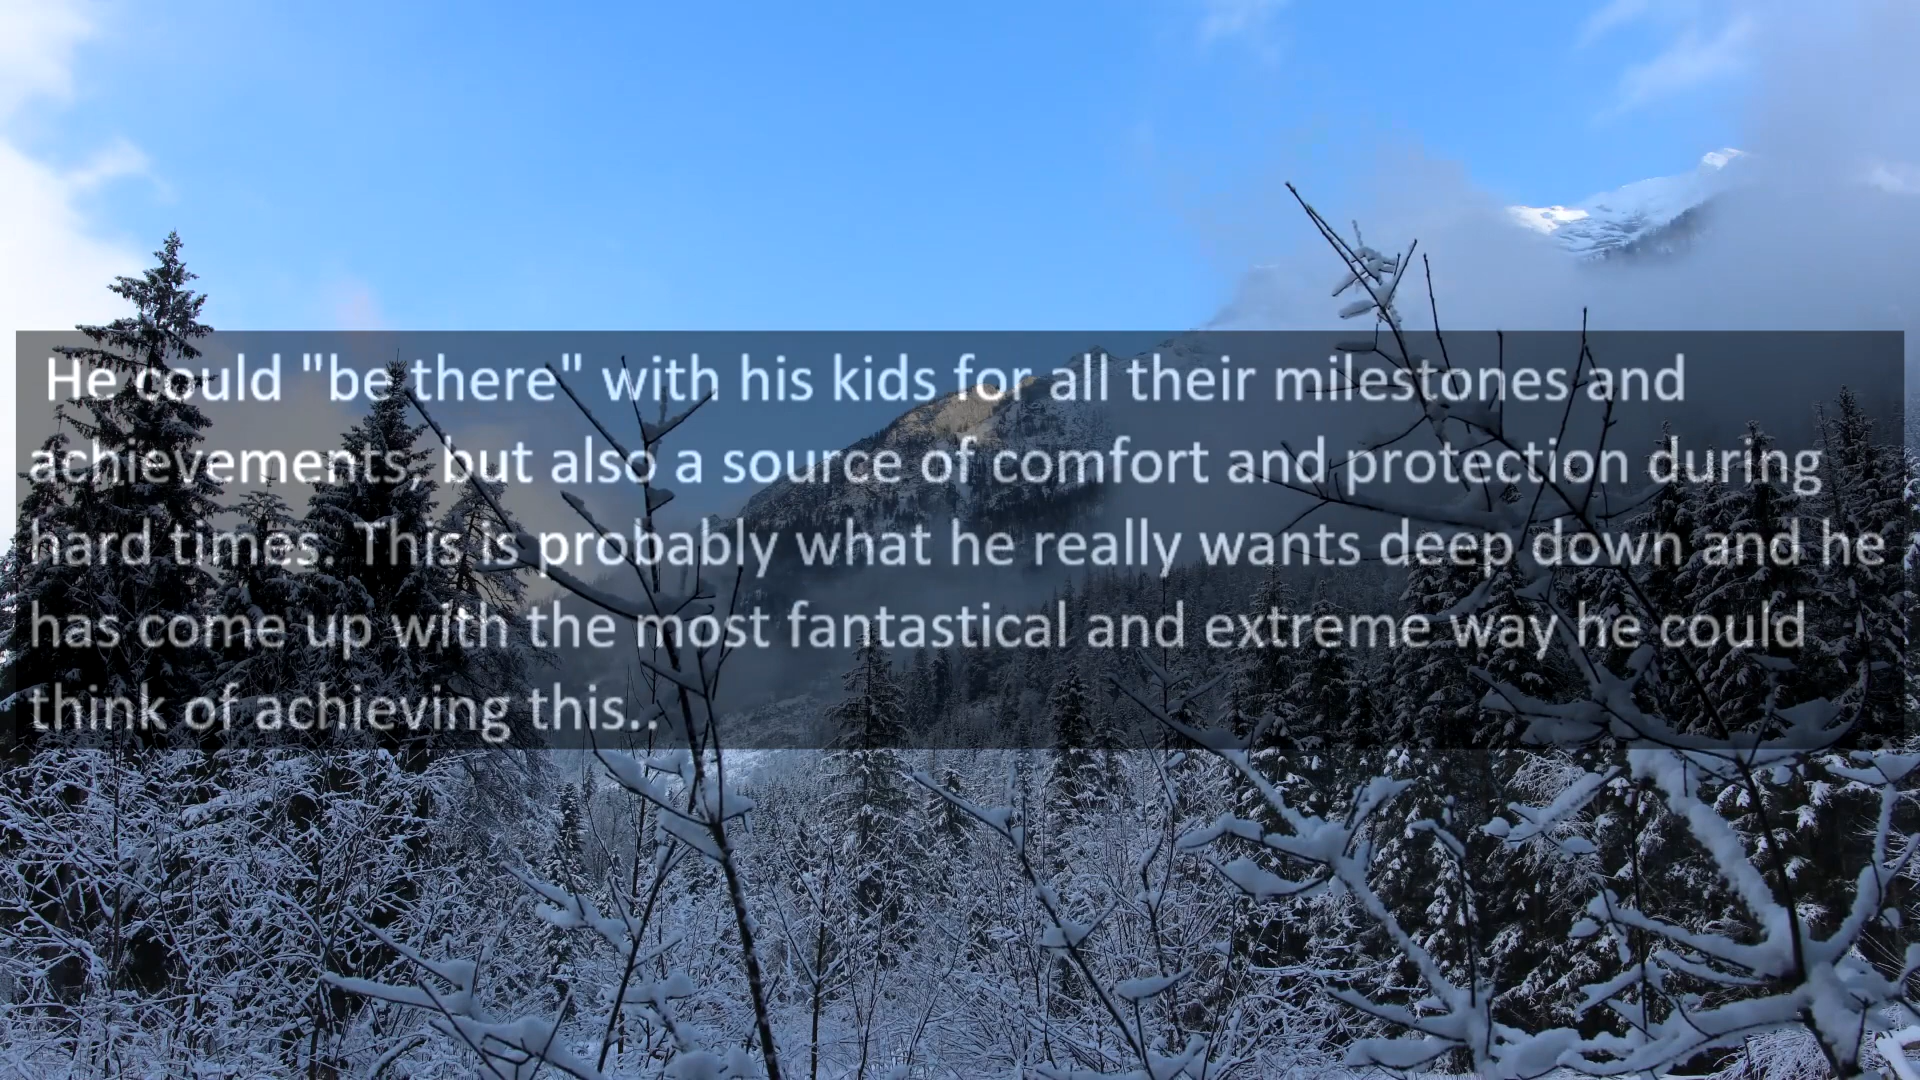 He could "be there" with his kids for all their milestones and
achievements, but also a source of comfort and protection during
hard times. This is probably what he really wants deep down and he
has come up with the most fantastical and extreme way he could
think of achieving this..